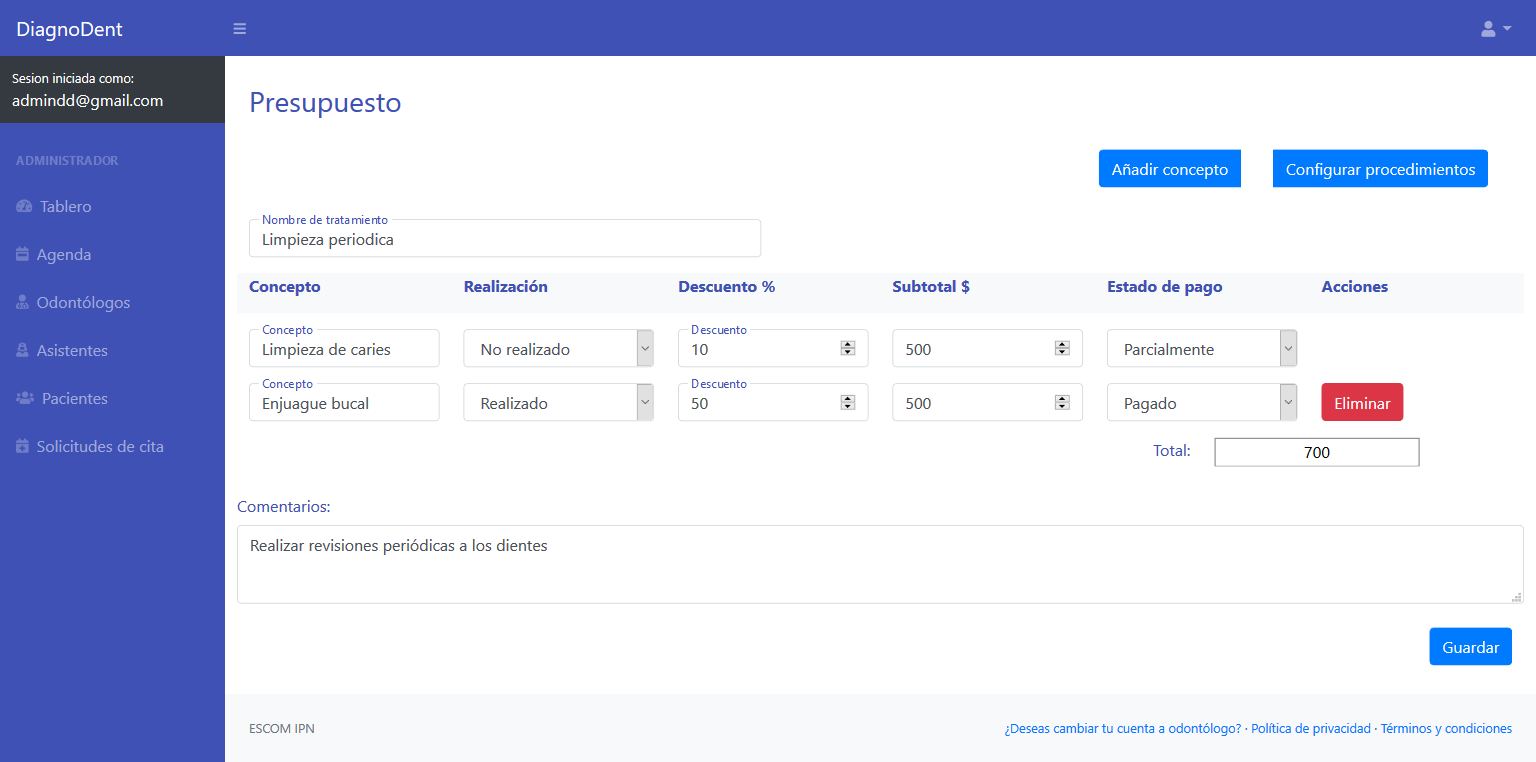 DiagnoDent
Sesion iniciada como:
admindd@gmail.com
ADMINISTRADOR
Tablero
Agenda
Odontólogos
Asistentes
Pacientes
Solicitudes de cita
Presupuesto
Añadir concepto Configurar procedimientos
Nombre de tratamiento
Limpieza periodica
Concepto Realización Descuento % Subtotal $ Estado de pago Acciones
Concepto Descuento
Limpieza de caries No realizado 10 500 Parcialmente
Concepto Descuento
Enjuague bucal Realizado 50 500 Pagado Eliminar
Total: 700
Comentarios:
Realizar revisiones periódicas a los dientes
Guardar
ESCOM IPN ¿Deseas cambiar tu cuenta a odontólogo? · Política de privacidad · Términos y condiciones